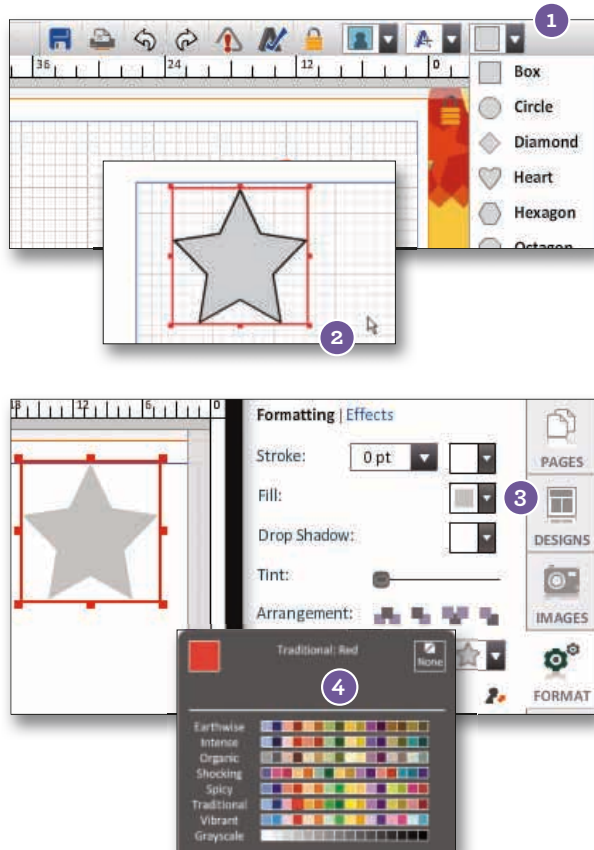 1
36 24 12 0
Box
Circle
Diamond
Heart
Hexagon
Octagon
2
18 12 6 0
Formatting | Effects
Stroke: 0 pt
Fill:
3
Drop Shadow:
Tint:
Arrangement:
PAGES
DESIGNS
IMAGES
FORMAT
Traditional: Red
None
4
Earthwise
Intense
Organic
Shocking
Spicy
Traditional
Vibrant
Grayscale